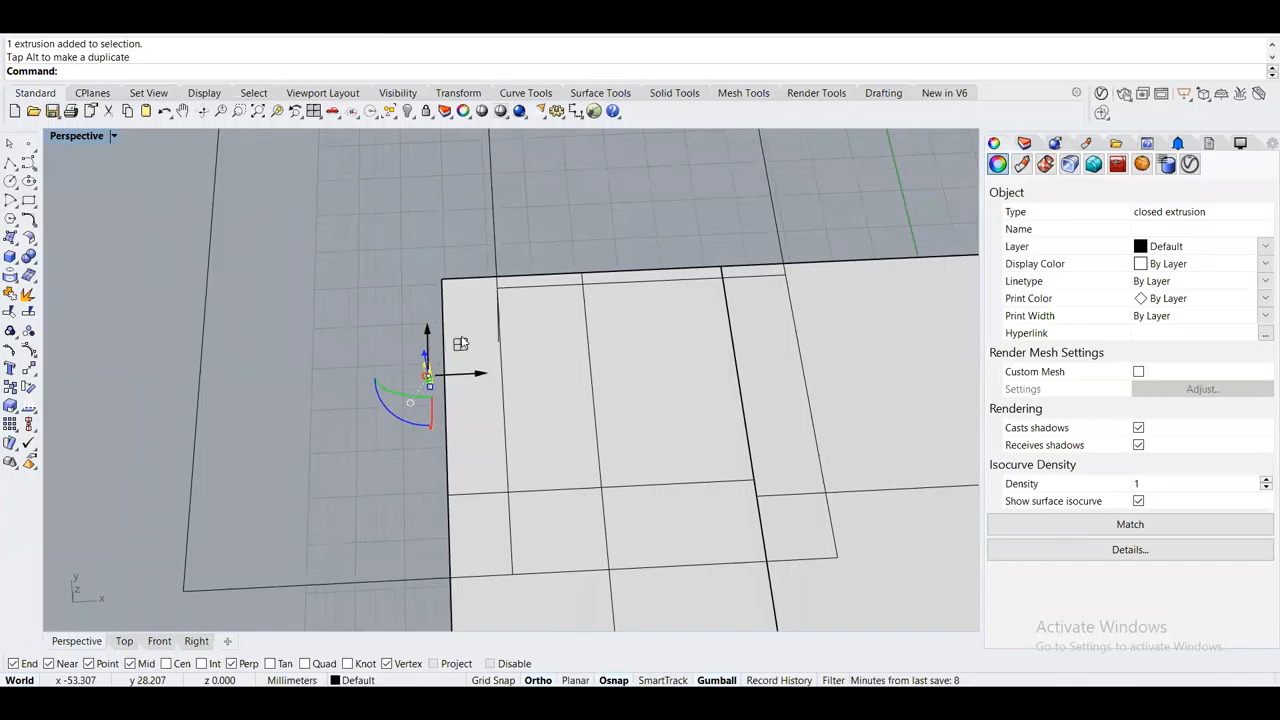 1 extrusion added to selection.
Tap Alt to make a duplicate
Command:
Standard CPlanes Set View Display Select Viewport Layout Visibility Transform Curve Tools Surface Tools Solid Tools Mesh Tools Render Tools Drafting New in V6
Perspective
Object
Type closed extrusion
Name
Layer Default
Display Color By Layer
Linetype By Layer
Print Color By Layer
Print Width By Layer
Hyperlink ...
Render Mesh Settings
Custom Mesh
Settings Adjust...
Rendering
Casts shadows
Receives shadows
Isocurve Density
Density 1
Show surface isocurve
Match
Details...
y
z
x
Activate Windows
Go to Settings to activate Windows.
Perspective Top Front Right
End Near Point Mid Cen Int Perp Tan Quad Knot Vertex Project Disable
World x -53.307 y 28.207 z 0.000 Millimeters Default Grid Snap Ortho Planar Osnap SmartTrack Gumball Record History Filter Minutes from last save: 8